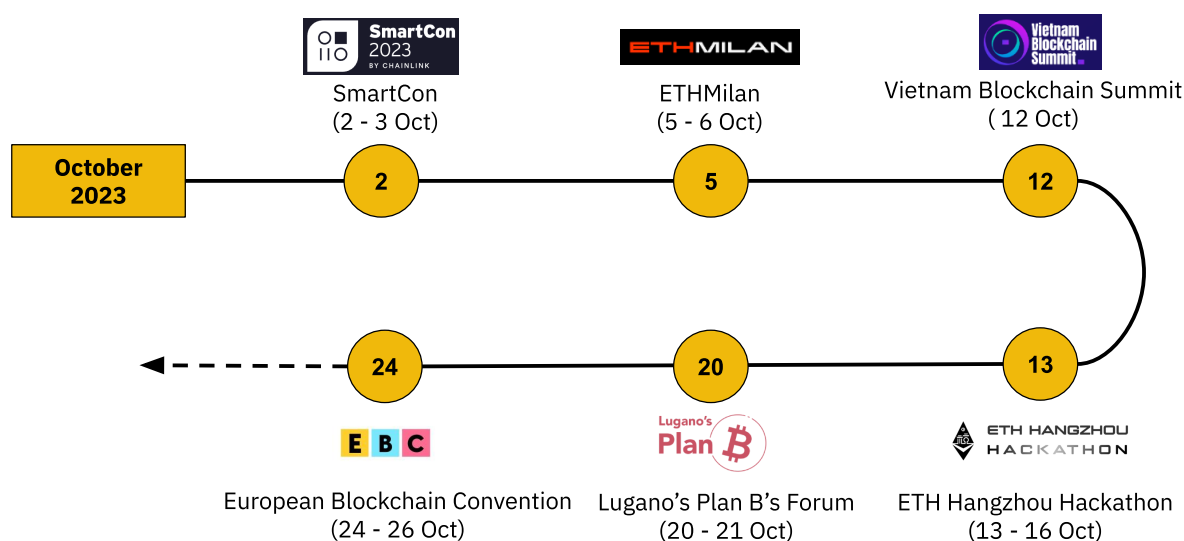 SmartCon
2023
BY CHAINLINK
SmartCon
(2 - 3 Oct)
ETHMILAN
ETHMilan
(5 - 6 Oct)
Vietnam
Blockchain
Summit
Vietnam Blockchain Summit
( 12 Oct)
October
2023
2
5
12
24
20
13
E B C
European Blockchain Convention
(24 - 26 Oct)
Lugano's
Plan B
Lugano’s Plan B’s Forum
(20 - 21 Oct)
ETH HANGZHOU
HACKATHON
ETH Hangzhou Hackathon
(13 - 16 Oct)